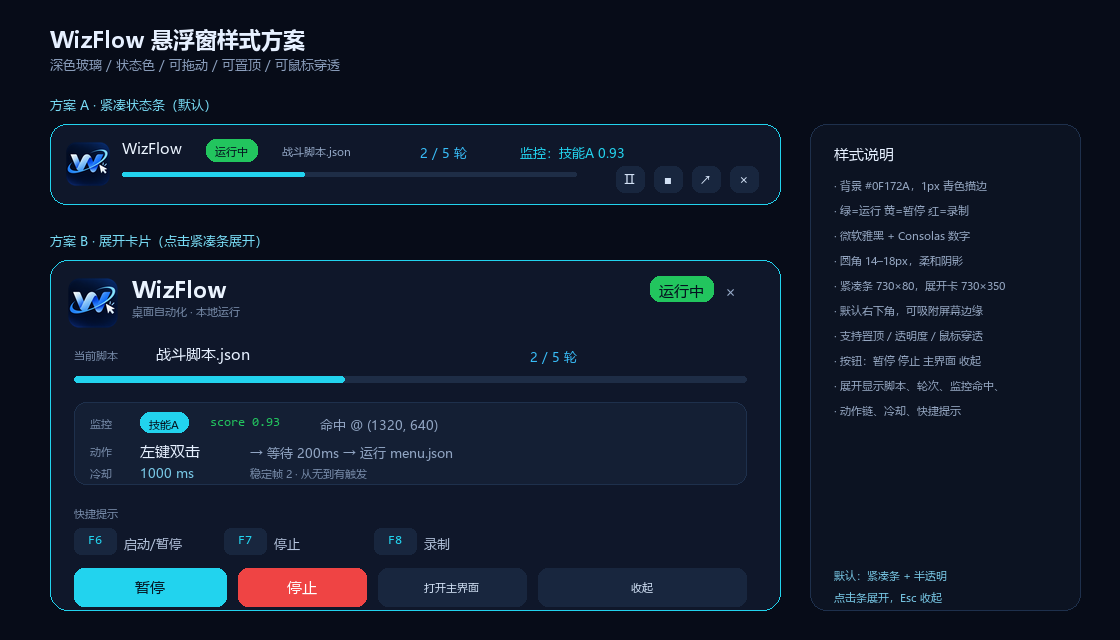 WizFlow 悬浮窗样式方案
深色玻璃 / 状态色 / 可拖动 / 可置顶 / 可鼠标穿透
方案 A · 紧凑状态条（默认）
WizFlow 运行中 战斗脚本.json 2 / 5 轮 监控：技能A 0.93
方案 B · 展开卡片（点击紧凑条展开）
WizFlow 运行中 ×
桌面自动化 · 本地运行
当前脚本 战斗脚本.json 2 / 5 轮
监控 技能A score 0.93 命中 @ (1320, 640)
动作 左键双击 → 等待 200ms → 运行 menu.json
冷却 1000 ms 稳定帧 2 · 从无到有触发
快捷提示
F6 启动/暂停 F7 停止 F8 录制
暂停 停止 打开主界面 收起
样式说明
· 背景 #0F172A，1px 青色描边
· 绿=运行 黄=暂停 红=录制
· 微软雅黑 + Consolas 数字
· 圆角 14–18px，柔和阴影
· 紧凑条 730×80，展开卡 730×350
· 默认右下角，可吸附屏幕边缘
· 支持置顶 / 透明度 / 鼠标穿透
· 按钮：暂停 停止 主界面 收起
· 展开显示脚本、轮次、监控命中、
· 动作链、冷却、快捷提示
默认：紧凑条 + 半透明
点击条展开，Esc 收起